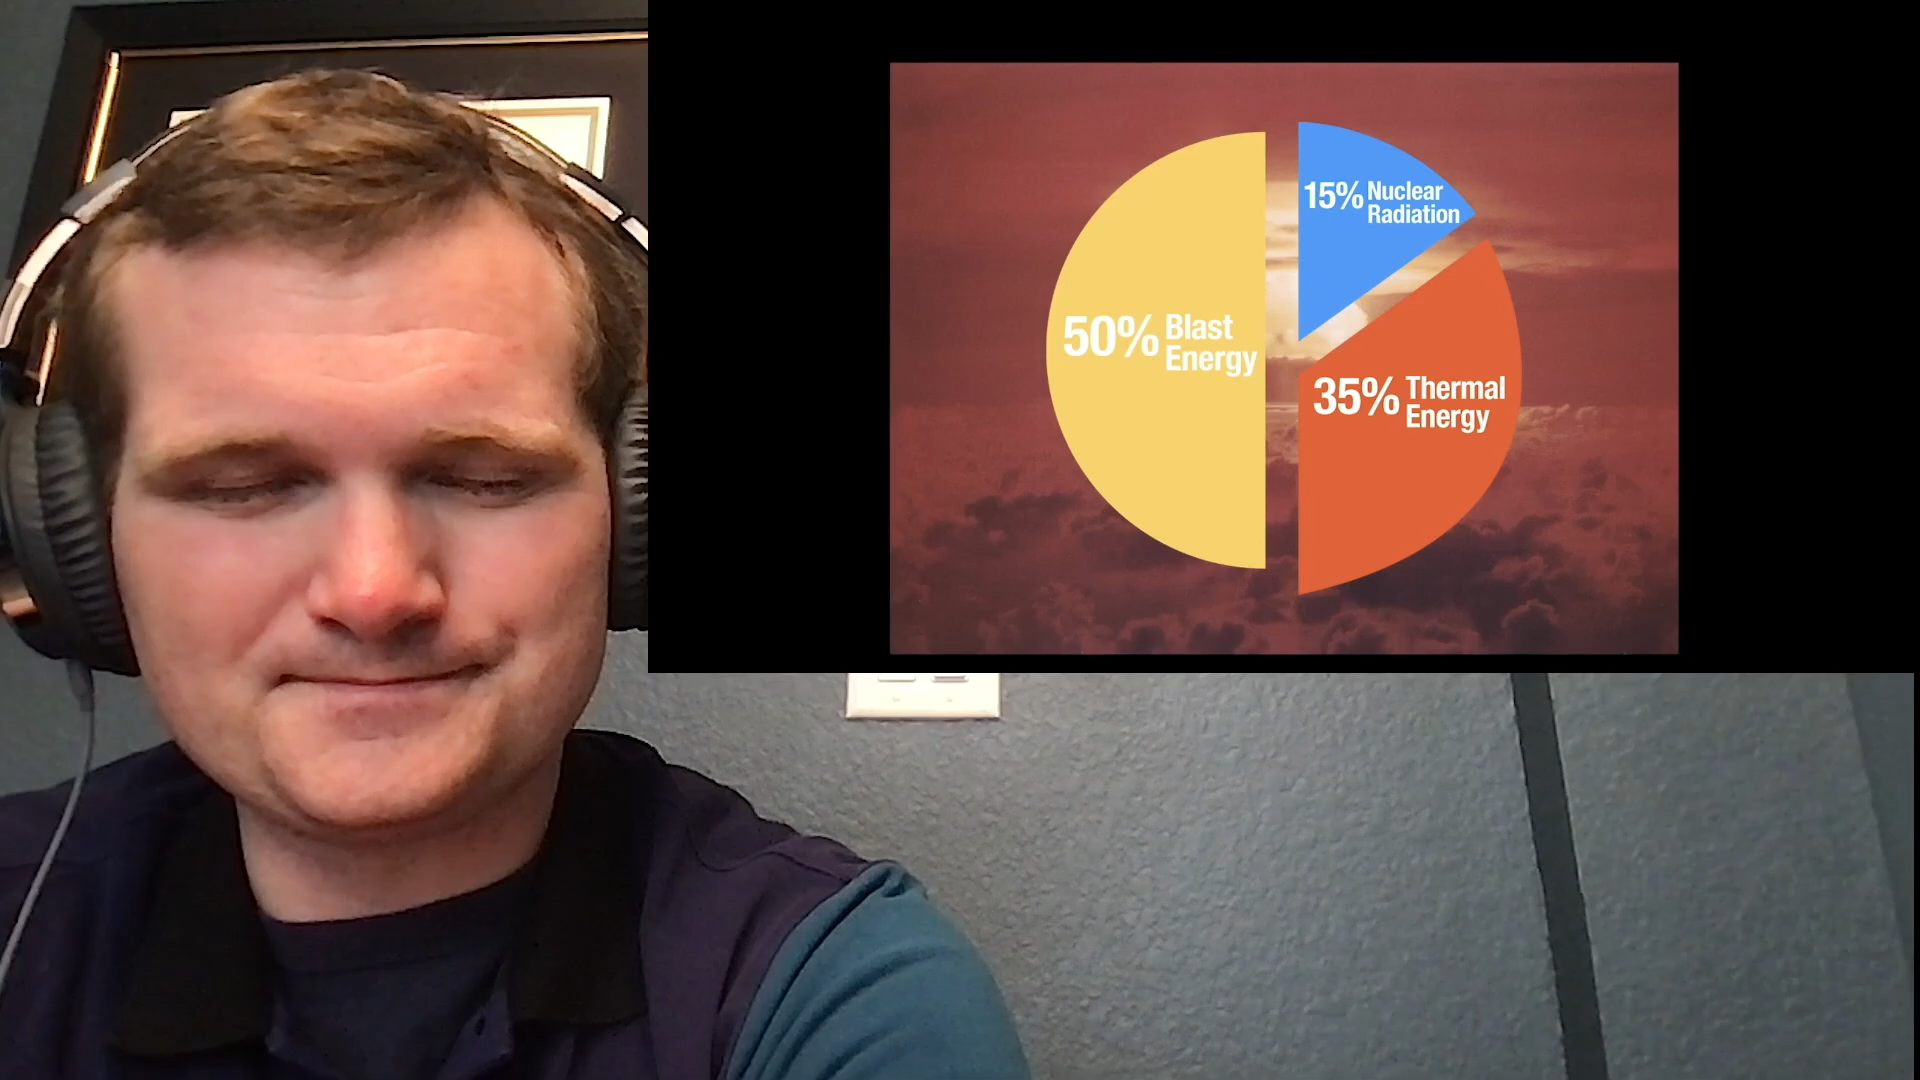 15% Nuclear
Radiation
50% Blast
Energy
35% Thermal
Energy